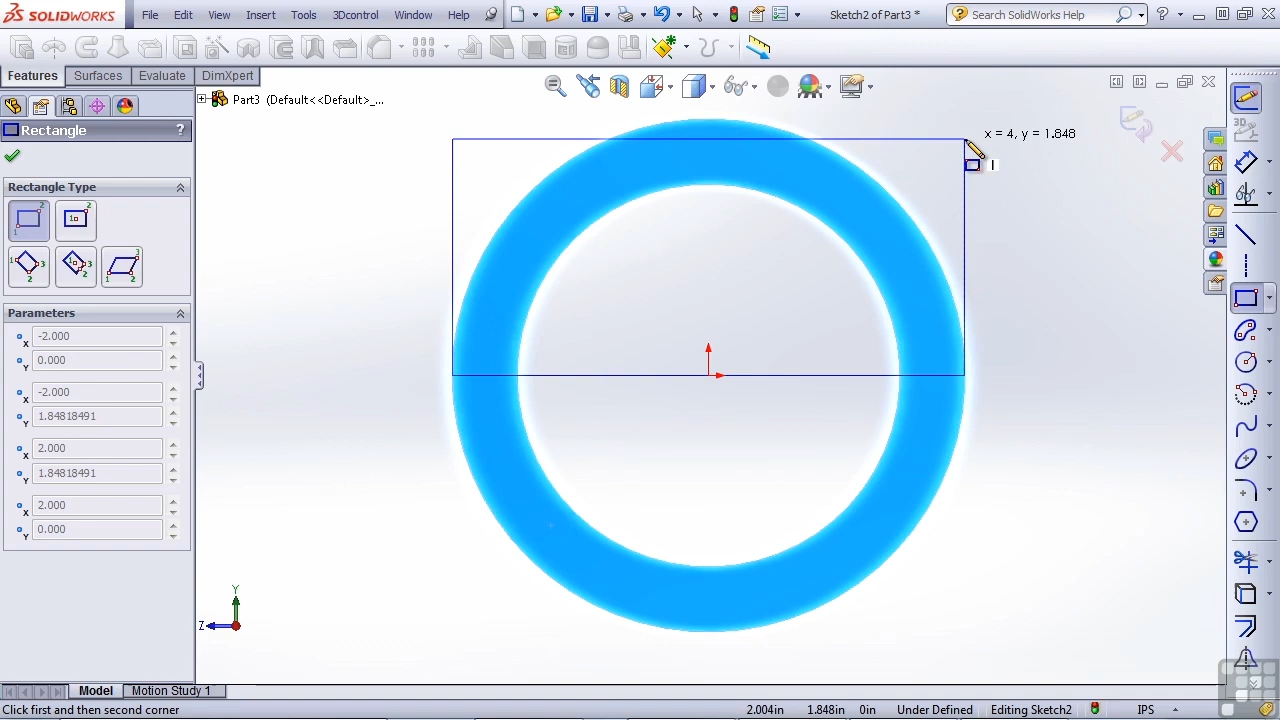 SOLIDWORKS File Edit View Insert Tools 3Dcontrol Window Help Sketch2 of Part3 * Search SolidWorks Help
Features Surfaces Evaluate DimXpert
Part3 (Default<<Default>_...
Rectangle ?
x = 4, y = 1.848
Rectangle Type
Parameters
X -2.000
Y 0.000
X -2.000
Y 1.84818491
X 2.000
Y 1.84818491
X 2.000
Y 0.000
Y
Z
Model Motion Study 1
Click first and then second corner 2.004in 1.848in 0in Under Defined Editing Sketch2 IPS